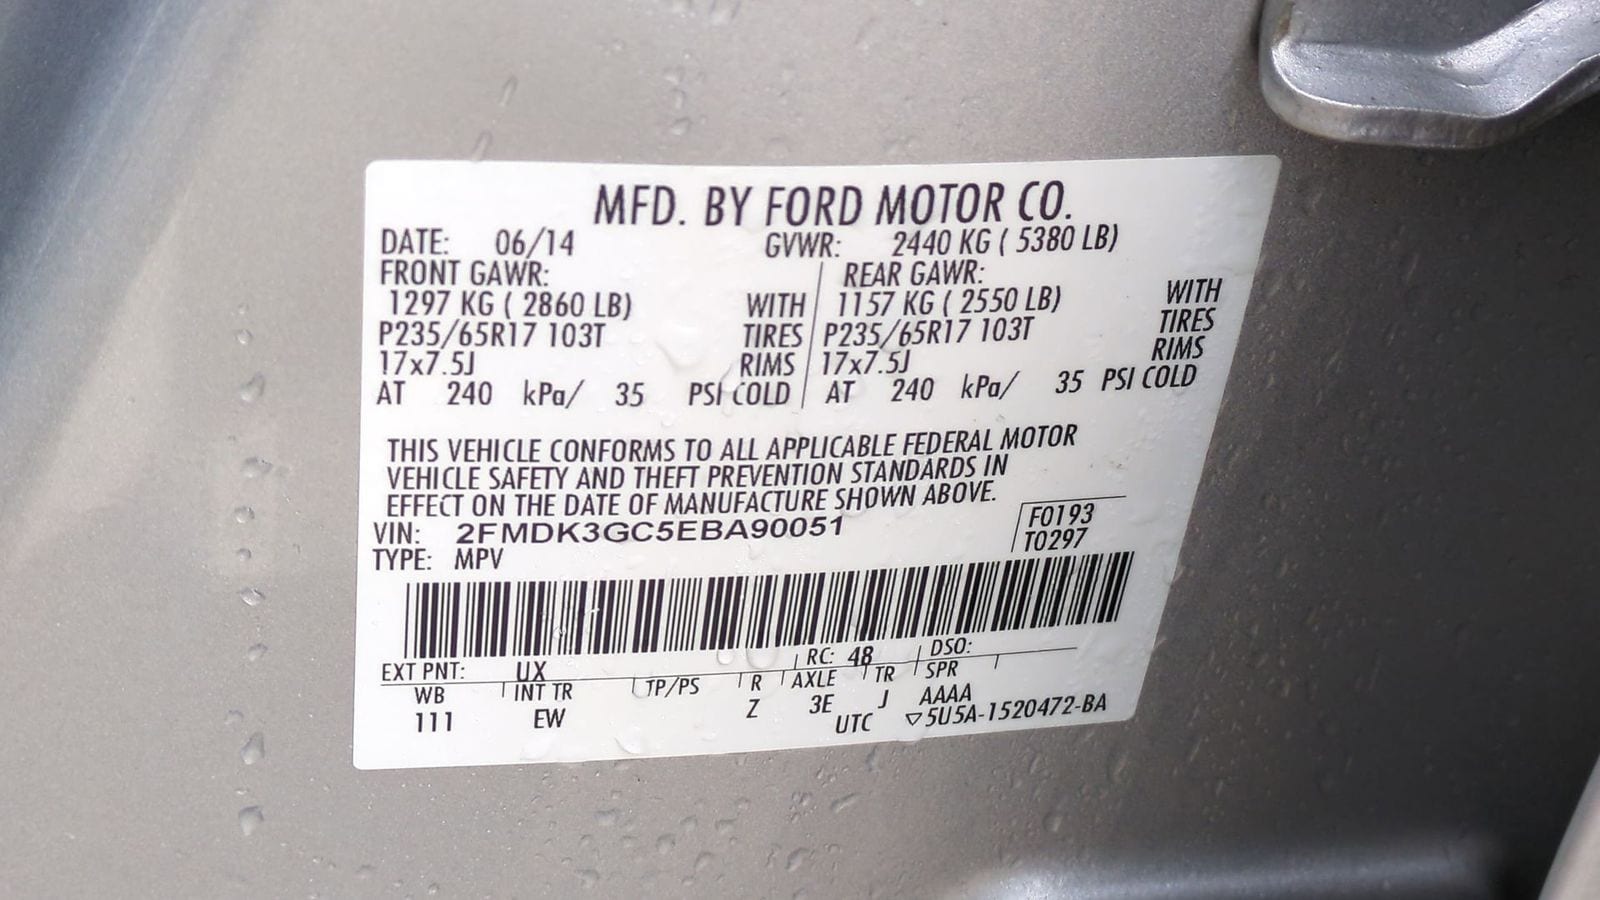 MFD. BY FORD MOTOR CO.
DATE: 06/14 GVWR: 2440 KG ( 5380 LB)
FRONT GAWR: REAR GAWR:
1297 KG ( 2860 LB) WITH 1157 KG ( 2550 LB) WITH
P235/65R17 103T TIRES P235/65R17 103T TIRES
17x7.5J RIMS 17x7.5J RIMS
AT 240 kPa/ 35 PSI COLD AT 240 kPa/ 35 PSI COLD
THIS VEHICLE CONFORMS TO ALL APPLICABLE FEDERAL MOTOR
VEHICLE SAFETY AND THEFT PREVENTION STANDARDS IN
EFFECT ON THE DATE OF MANUFACTURE SHOWN ABOVE.
VIN: 2FMDK3GC5EBA90051 F0193
TYPE: MPV T0297
EXT PNT: UX RC: 48 DSO:
WB INT TR TP/PS R AXLE TR SPR
111 EW Z 3E J AAAA
UTC ▽5U5A-1520472-BA